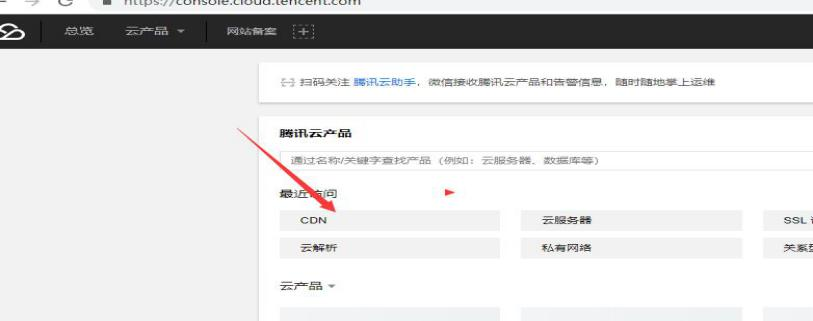 https://console.cloud.tencent.com
总览 云产品 网站备案
扫码关注 腾讯云助手，微信接收腾讯云产品和告警信息，随时随地掌上运维
腾讯云产品
通过名称/关键字查找产品（例如：云服务器、数据库等）
最近访问
CDN 云服务器 SSL
云解析 私有网络 关系
云产品